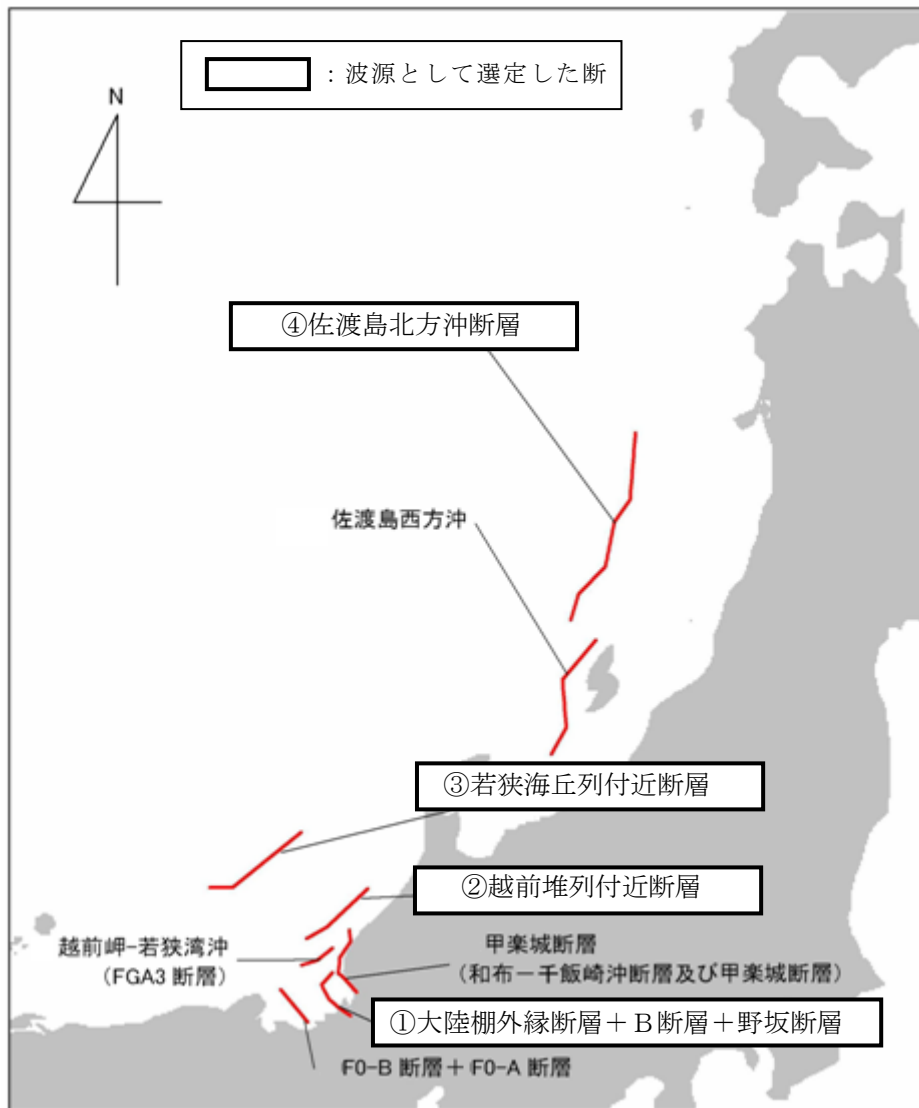 ：波源として選定した断
N
④佐渡島北方沖断層
佐渡島西方沖
③若狭海丘列付近断層
②越前堆列付近断層
越前岬−若狭湾沖
（FGA3 断層）
甲楽城断層
（和布−干飯崎沖断層及び甲楽城断層）
①大陸棚外縁断層＋Ｂ断層＋野坂断層
F0-B 断層＋F0-A 断層